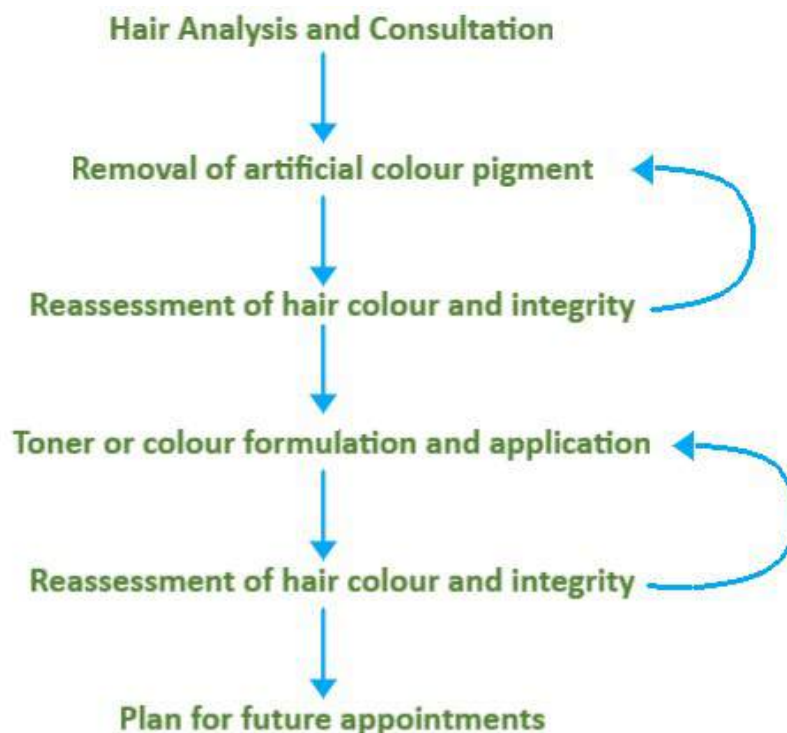 Hair Analysis and Consultation
Removal of artificial colour pigment
Reassessment of hair colour and integrity
Toner or colour formulation and application
Reassessment of hair colour and integrity
Plan for future appointments